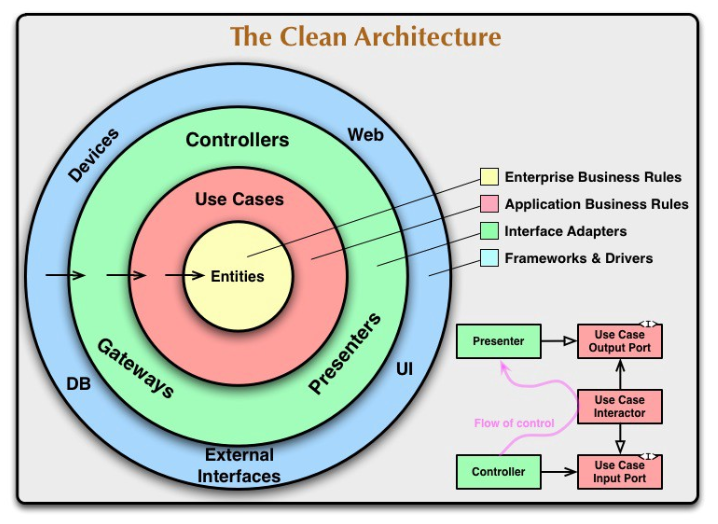 The Clean Architecture
Devices
Web
Controllers
Use Cases
Entities
Gateways
Presenters
DB
UI
External
Interfaces
Enterprise Business Rules
Application Business Rules
Interface Adapters
Frameworks & Drivers
Presenter
<I>
Use Case
Output Port
Use Case
Interactor
Flow of control
Controller
<I>
Use Case
Input Port